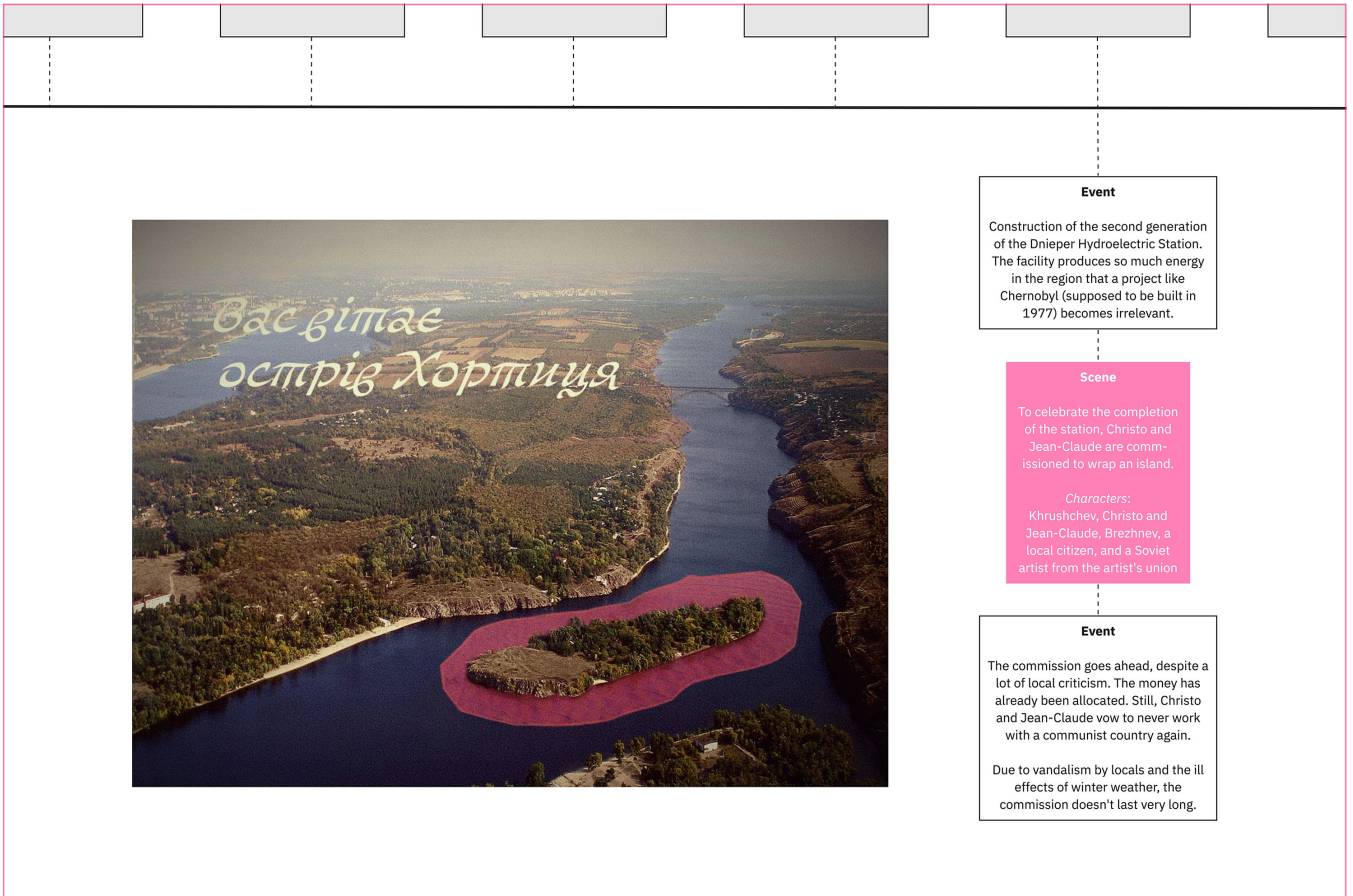 Вас вітає
острів Хортиця
Event
Construction of the second generation
of the Dnieper Hydroelectric Station.
The facility produces so much energy
in the region that a project like
Chernobyl (supposed to be built in
1977) becomes irrelevant.
Scene
To celebrate the completion
of the station, Christo and
Jean-Claude are comm-
issioned to wrap an island.
Characters:
Khrushchev, Christo and
Jean-Claude, Brezhnev, a
local citizen, and a Soviet
artist from the artist's union
Event
The commission goes ahead, despite a
lot of local criticism. The money has
already been allocated. Still, Christo
and Jean-Claude vow to never work
with a communist country again.
Due to vandalism by locals and the ill
effects of winter weather, the
commission doesn't last very long.